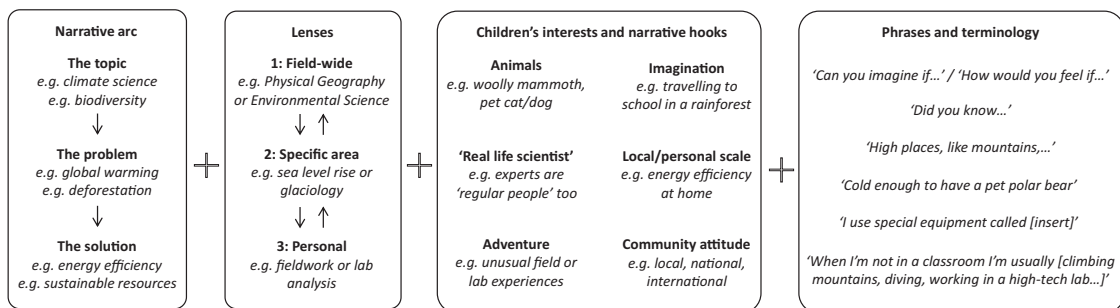 Narrative arc
The topic
e.g. climate science
e.g. biodiversity
The problem
e.g. global warming
e.g. deforestation
The solution
e.g. energy efficiency
e.g. sustainable resources
+
Lenses
1: Field-wide
e.g. Physical Geography
or Environmental Science
2: Specific area
e.g. sea level rise or
glaciology
3: Personal
e.g. fieldwork or lab
analysis
+
Children’s interests and narrative hooks
Animals
e.g. woolly mammoth,
pet cat/dog
Imagination
e.g. travelling to
school in a rainforest
‘Real life scientist’
e.g. experts are
‘regular people’ too
Local/personal scale
e.g. energy efficiency
at home
Adventure
e.g. unusual field or
lab experiences
Community attitude
e.g. local, national,
international
+
Phrases and terminology
‘Can you imagine if…’ / ‘How would you feel if…’
‘Did you know…’
‘High places, like mountains,…’
‘Cold enough to have a pet polar bear’
‘I use special equipment called [insert]’
‘When I’m not in a classroom I’m usually [climbing
mountains, diving, working in a high-tech lab…]’